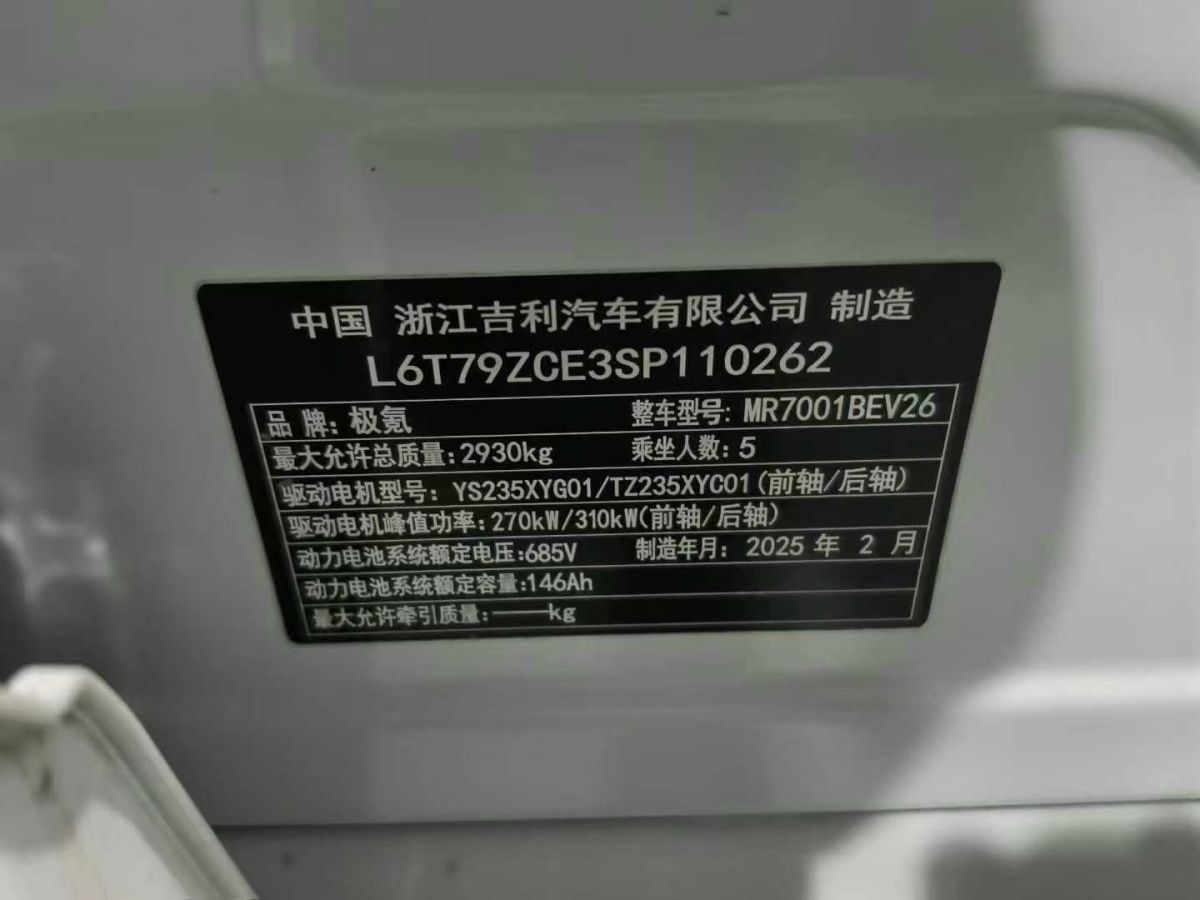 中国 浙江吉利汽车有限公司 制造
L6T79ZCE3SP110262
品 牌: 极氪 整车型号: MR7001BEV26
最大允许总质量: 2930kg 乘坐人数: 5
驱动电机型号: YS235XYG01/TZ235XYC01(前轴/后轴)
驱动电机峰值功率: 270kW/310kW(前轴/后轴)
动力电池系统额定电压: 685V 制造年月: 2025 年 2 月
动力电池系统额定容量: 146Ah
最大允许牵引质量: ——kg